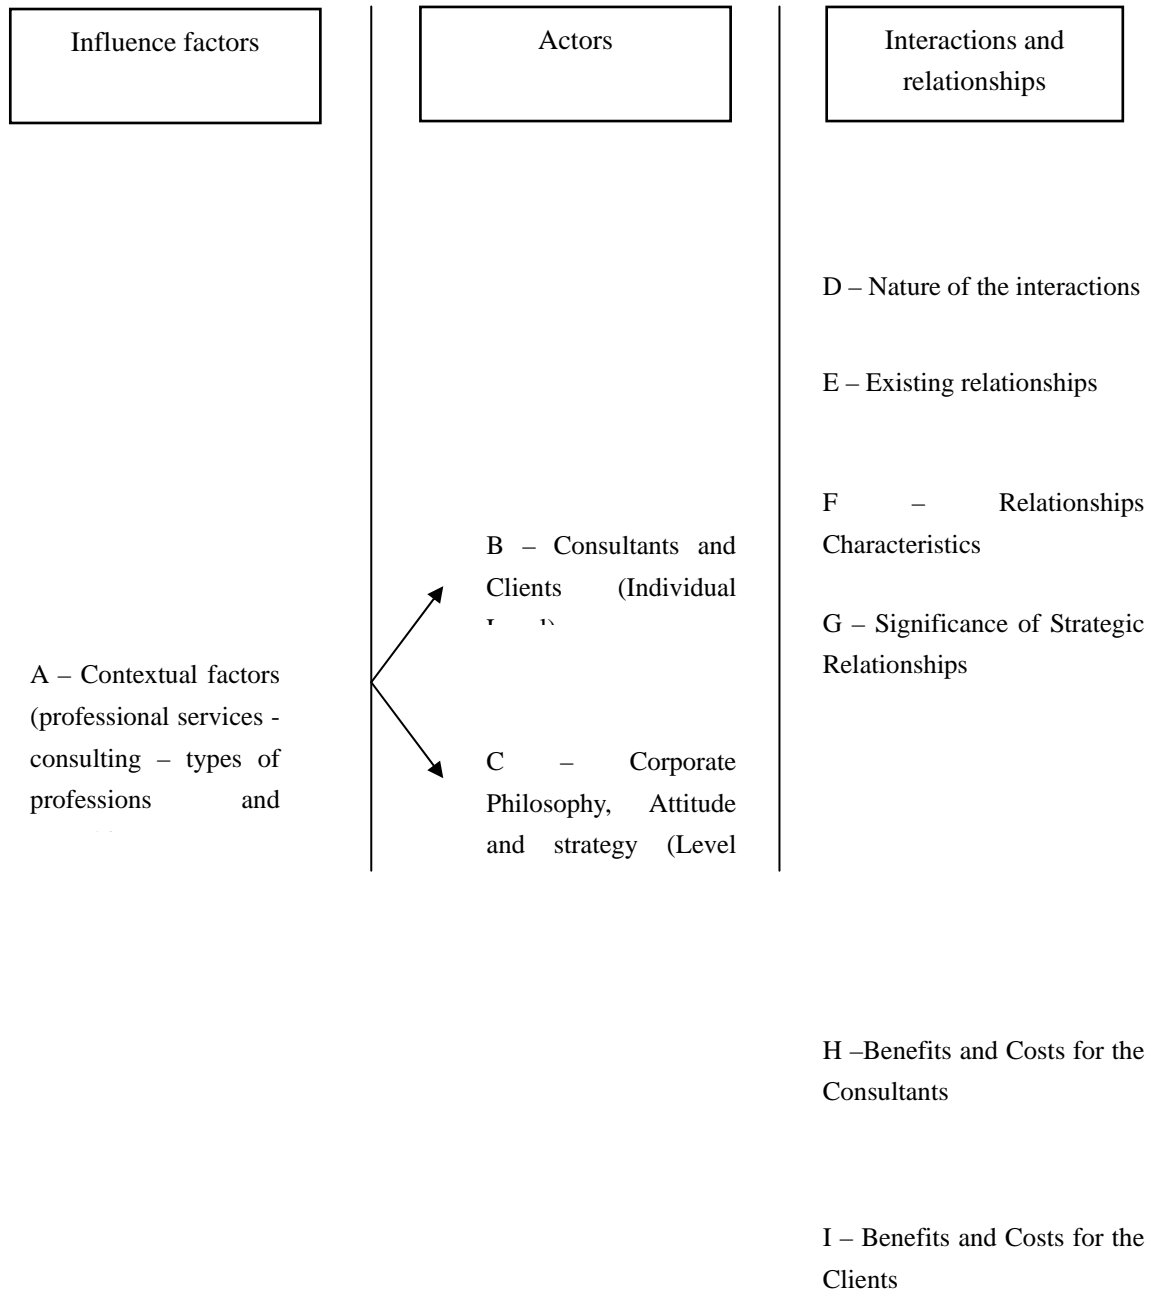 Influence factors
Actors
Interactions and
relationships
D – Nature of the interactions
E – Existing relationships
F – Relationships
Characteristics
B – Consultants and
Clients (Individual
G – Significance of Strategic
Relationships
A – Contextual factors
(professional services -
consulting – types of
professions and
C – Corporate
Philosophy, Attitude
and strategy (Level
H –Benefits and Costs for the
Consultants
I – Benefits and Costs for the
Clients